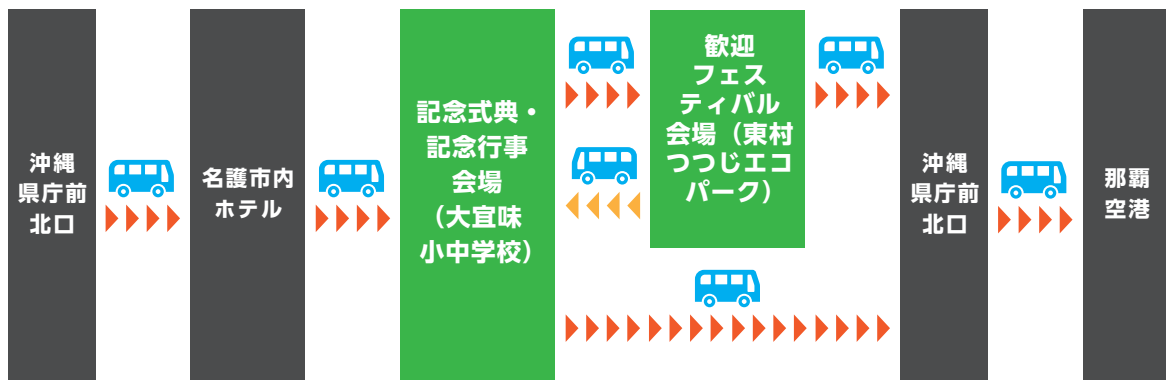 沖縄
県庁前
北口
名護市内
ホテル
記念式典・
記念行事
会場
（大宜味
小中学校）
歓迎
フェス
ティバル
会場（東村
つつじエコ
パーク）
沖縄
県庁前
北口
那覇
空港